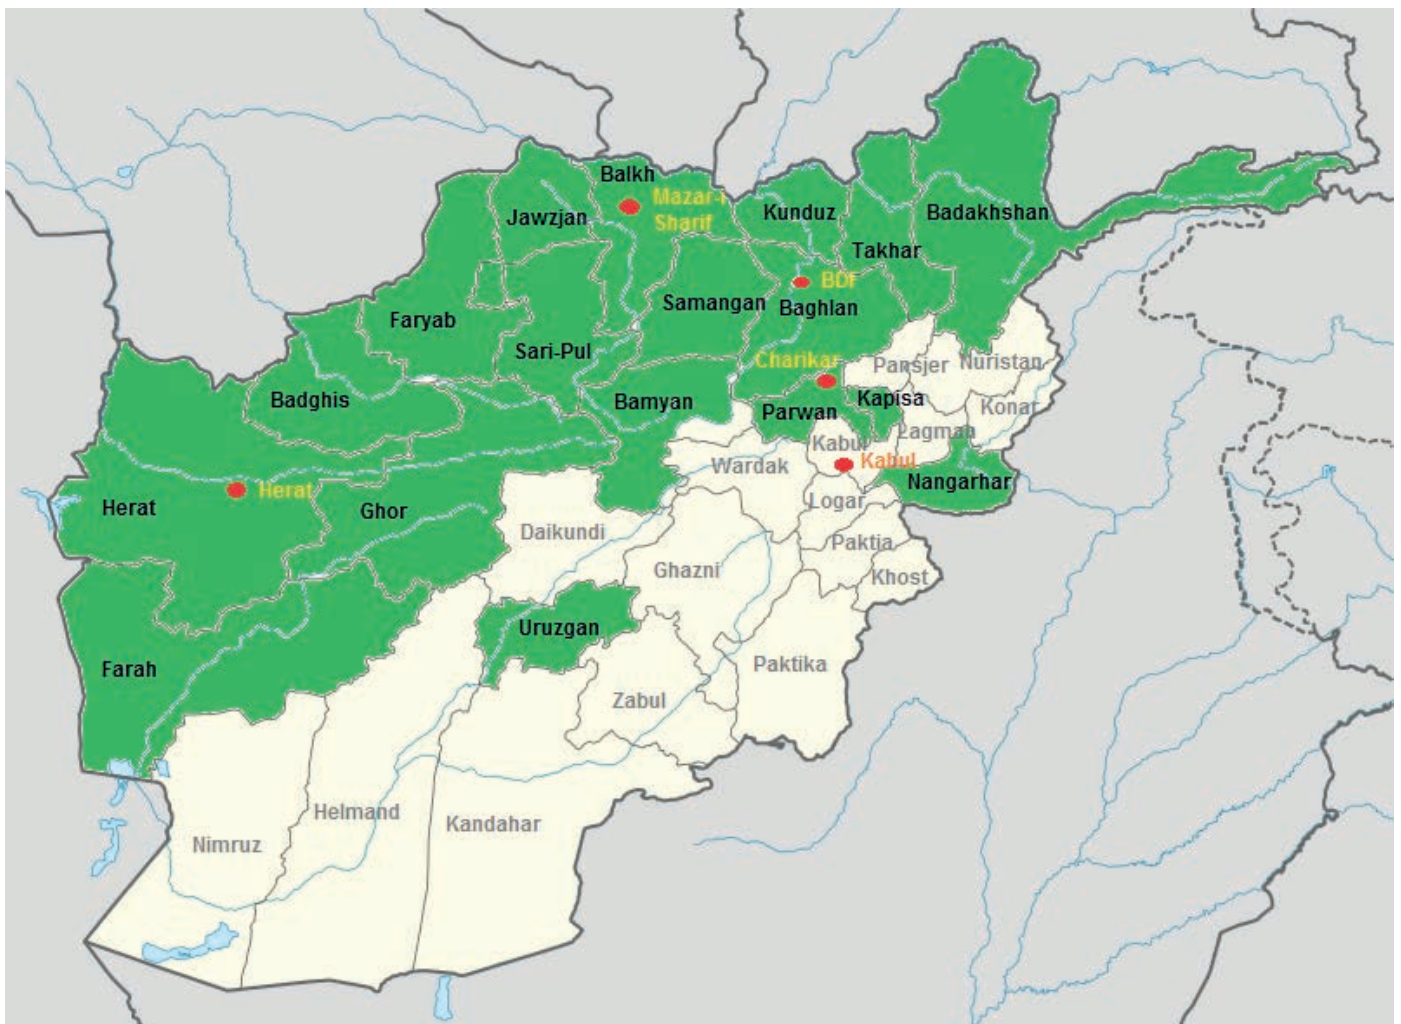 Balkh
Mazar-i
Sharif
Jawzjan
Kunduz
Badakhshan
Takhar
BDF
Samangan
Baghlan
Faryab
Sari-Pul
Charikar
Pansjer
Nuristan
Badghis
Bamyan
Parwan
Kapisa
Konar
Kabul
Lagman
Kabul
Wardak
Nangarhar
Herat
Herat
Ghor
Logar
Daikundi
Paktia
Ghazni
Khost
Uruzgan
Farah
Paktika
Zabul
Helmand
Kandahar
Nimruz